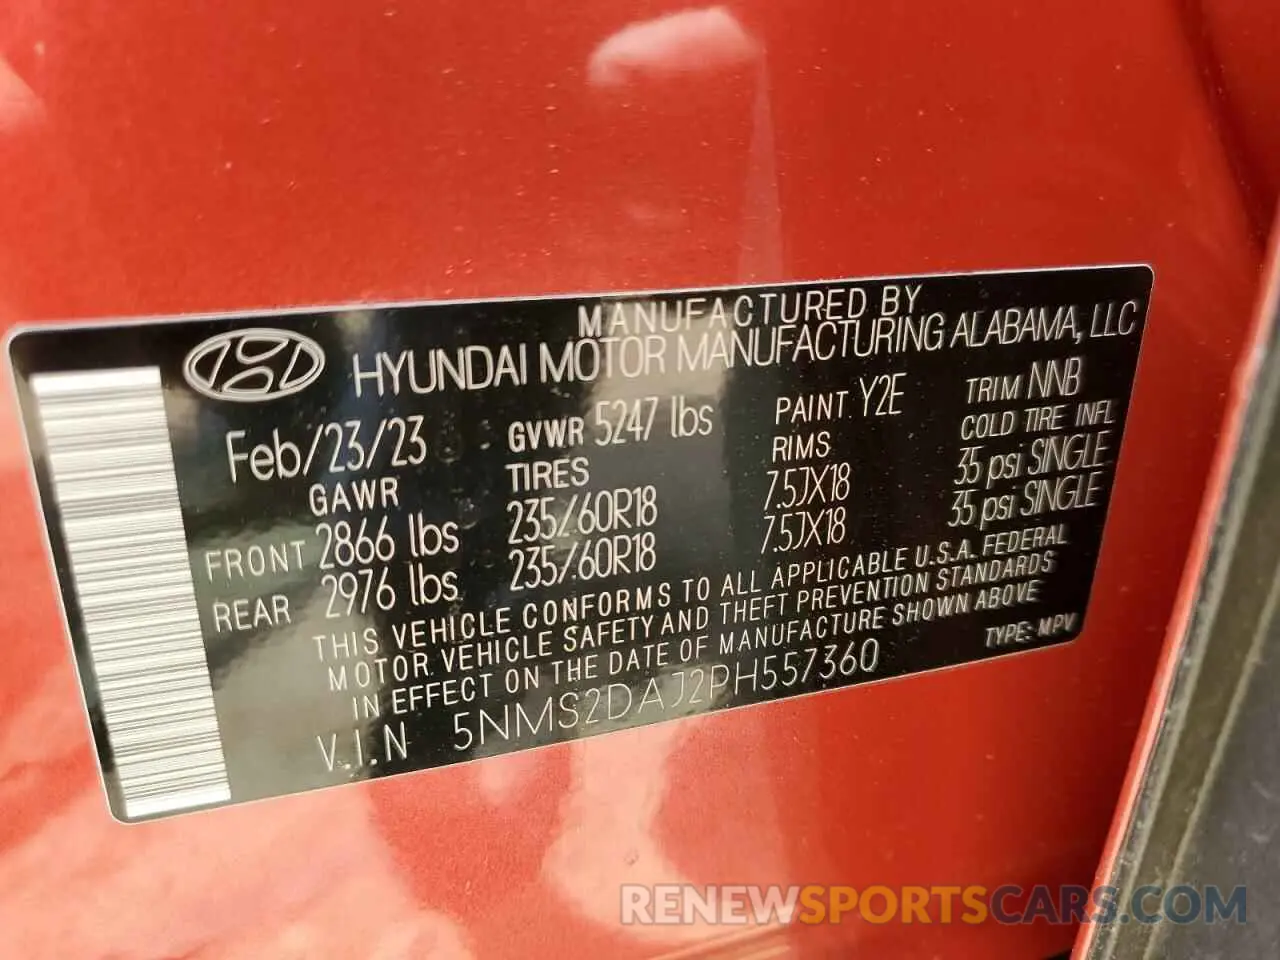 MANUFACTURED BY
HYUNDAI MOTOR MANUFACTURING ALABAMA, LLC
Feb/23/23 GVWR 5247 lbs PAINT Y2E TRIM NNB
GAWR TIRES RIMS COLD TIRE INFL
FRONT 2866 lbs 235/60R18 7.5JX18 35 psi SINGLE
REAR 2976 lbs 235/60R18 7.5JX18 35 psi SINGLE
THIS VEHICLE CONFORMS TO ALL APPLICABLE U.S.A. FEDERAL
MOTOR VEHICLE SAFETY AND THEFT PREVENTION STANDARDS
IN EFFECT ON THE DATE OF MANUFACTURE SHOWN ABOVE
V.I.N 5NMS2DAJ2PH557360 TYPE: MPV
RENEWSPORTSCARS.COM